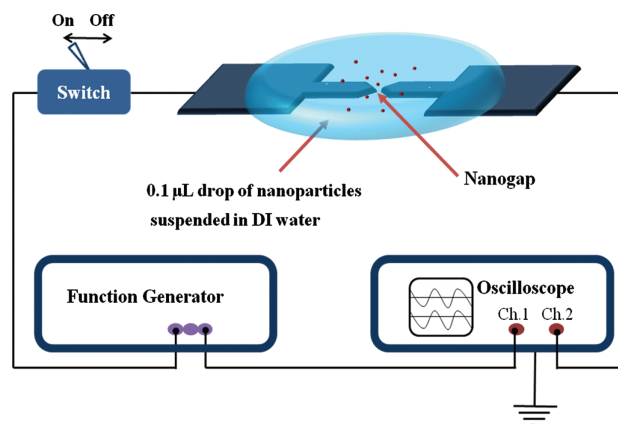 On Off
Switch
Nanogap
0.1 µL drop of nanoparticles
suspended in DI water
Function Generator
Oscilloscope
Ch.1 Ch.2